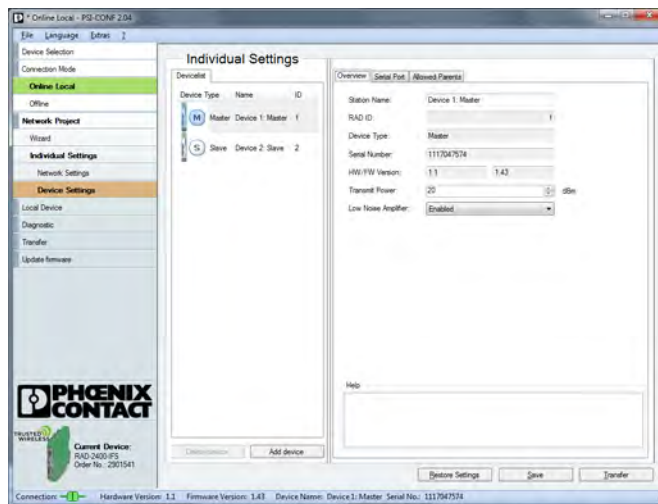 * Online Local - PSI-CONF 2.04
File Language Extras ?
Device Selection
Connection Mode
Online Local
Offline
Network Project
Wizard
Individual Settings
Network Settings
Device Settings
Local Device
Diagnostic
Transfer
Update firmware
PHOENIX
CONTACT
TRUSTED
WIRELESS
Current Device:
RAD-2400-IFS
Order No.: 2901541
Individual Settings
Devicelist
Device Type Name ID
M Master Device 1: Master 1
S Slave Device 2: Slave 2
Add device
Overview Serial Port Allowed Parents
Station Name: Device 1: Master
RAD ID: 1
Device Type: Master
Serial Number: 1117047574
HW/FW Version: 1.1 1.43
Transmit Power: 20 dBm
Low Noise Amplifier: Enabled
Help
Restore Settings Save Transfer
Connection: Hardware Version: 1.1 Firmware Version: 1.43 Device Name: Device 1: Master Serial No.: 1117047574